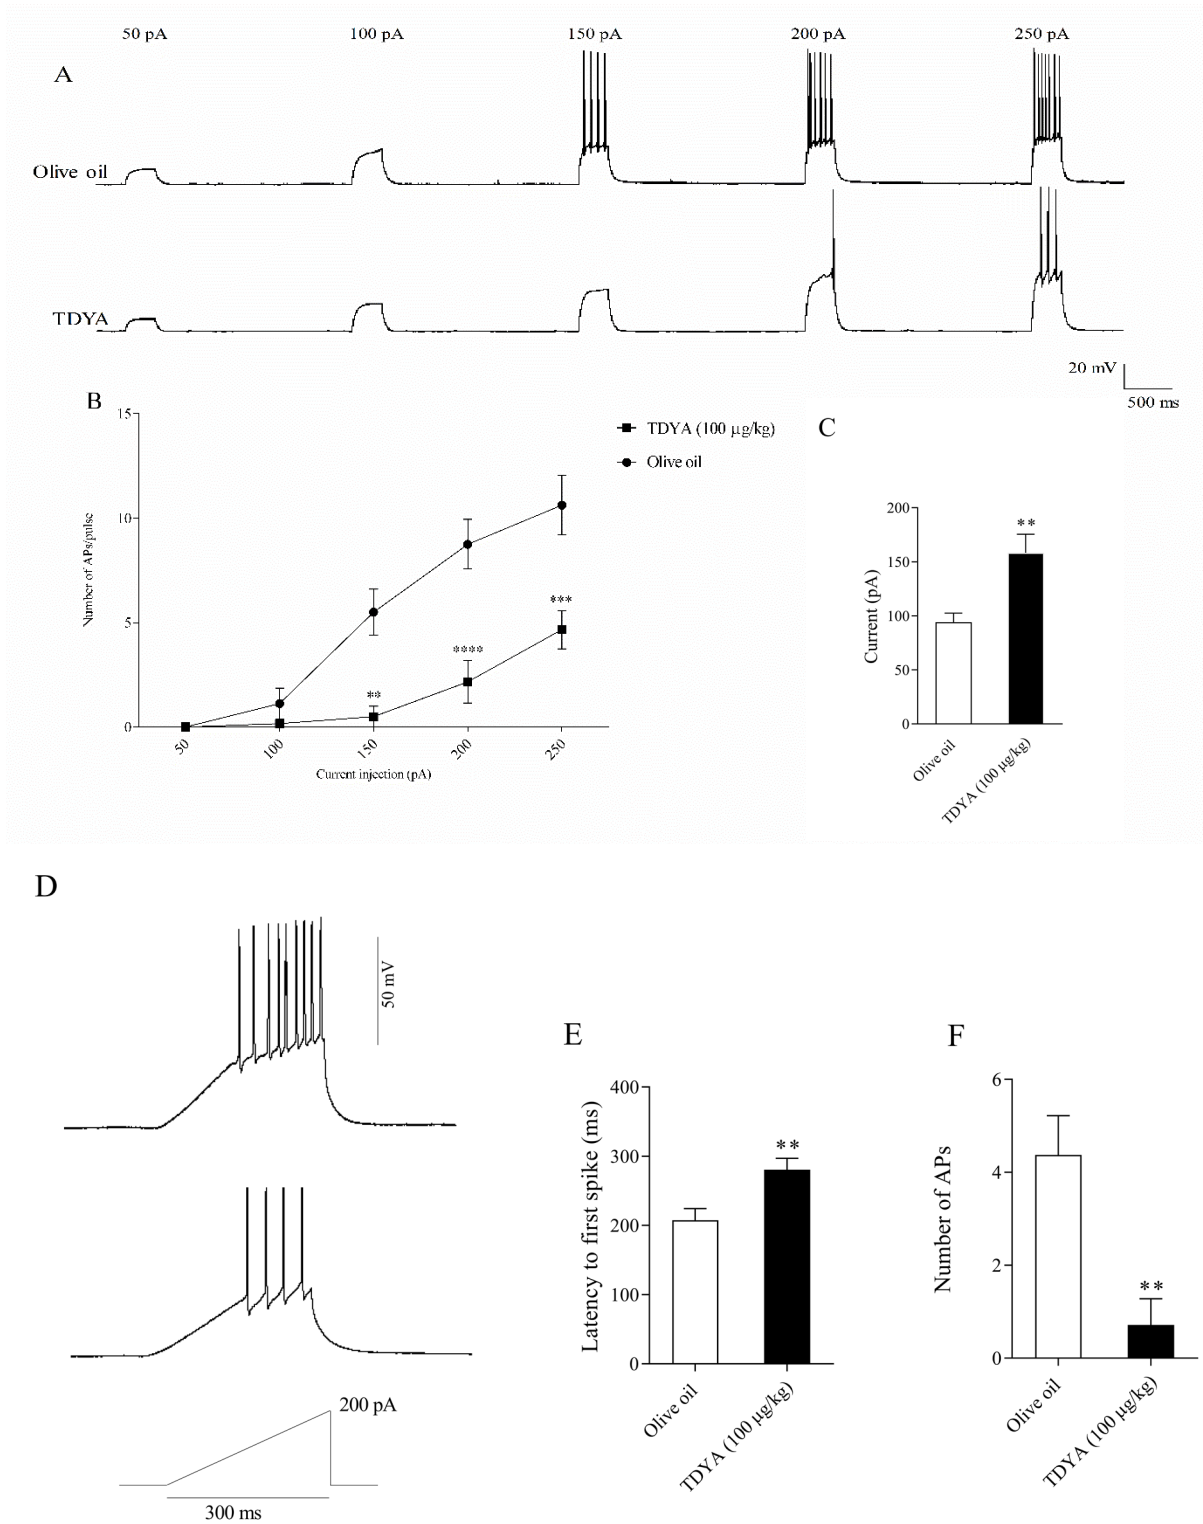 50 pA 100 pA 150 pA 200 pA 250 pA
A
Olive oil
TDYA
20 mV
500 ms
B
15
10
5
0
Number of APs/pulse
**
****
***
50 100 150 200 250
Current injection (pA)
TDYA (100 µg/kg)
Olive oil
C
200
150
100
50
0
Current (pA)
**
Olive oil
TDYA (100 µg/kg)
D
50 mV
200 pA
300 ms
E
400
300
200
100
0
Latency to first spike (ms)
**
Olive oil
TDYA (100 µg/kg)
F
6
4
2
0
Number of APs
**
Olive oil
TDYA (100 µg/kg)